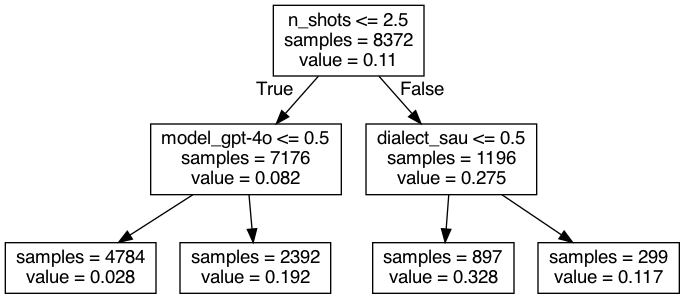 n_shots <= 2.5
samples = 8372
value = 0.11
True
False
model_gpt-4o <= 0.5
samples = 7176
value = 0.082
dialect_sau <= 0.5
samples = 1196
value = 0.275
samples = 4784
value = 0.028
samples = 2392
value = 0.192
samples = 897
value = 0.328
samples = 299
value = 0.117